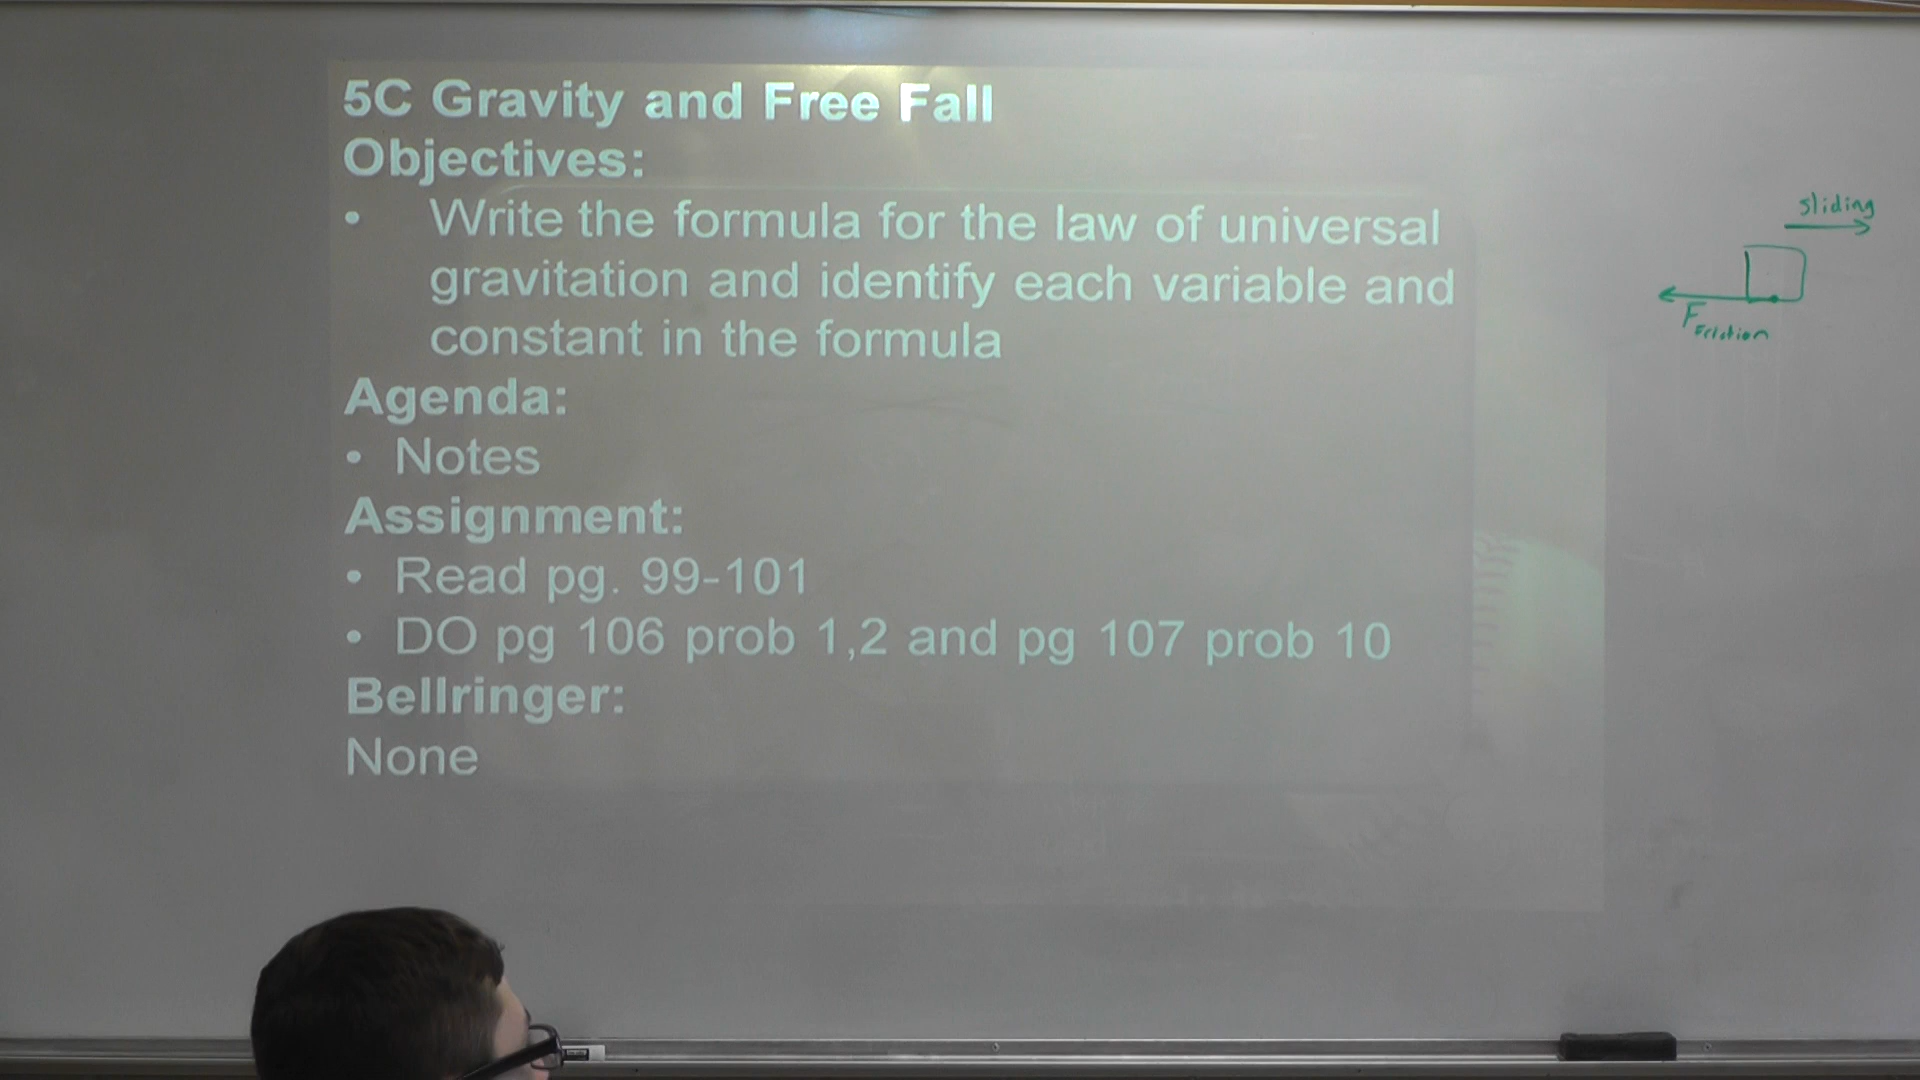 5C Gravity and Free Fall
Objectives:
• Write the formula for the law of universal
gravitation and identify each variable and
constant in the formula
Agenda:
• Notes
Assignment:
• Read pg. 99-101
• DO pg 106 prob 1,2 and pg 107 prob 10
Bellringer:
None
sliding
F friction